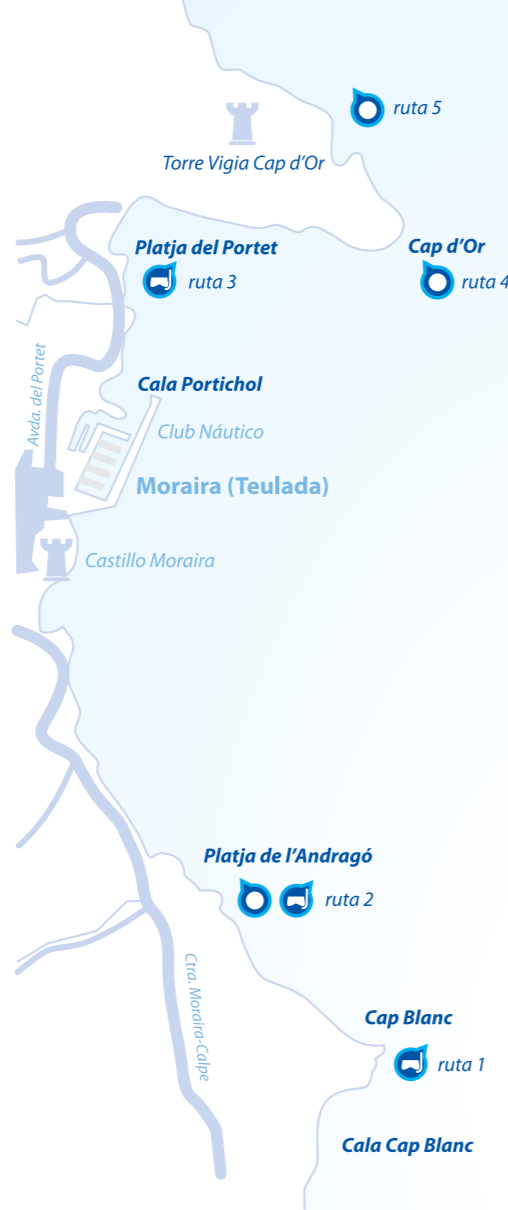 ruta 5
Torre Vigia Cap d’Or
Platja del Portet
ruta 3
Cap d’Or
ruta 4
Avda. del Portet
Cala Portichol
Club Náutico
Moraira (Teulada)
Castillo Moraira
Platja de l’Andragó
ruta 2
Ctra. Moraira-Calpe
Cap Blanc
ruta 1
Cala Cap Blanc